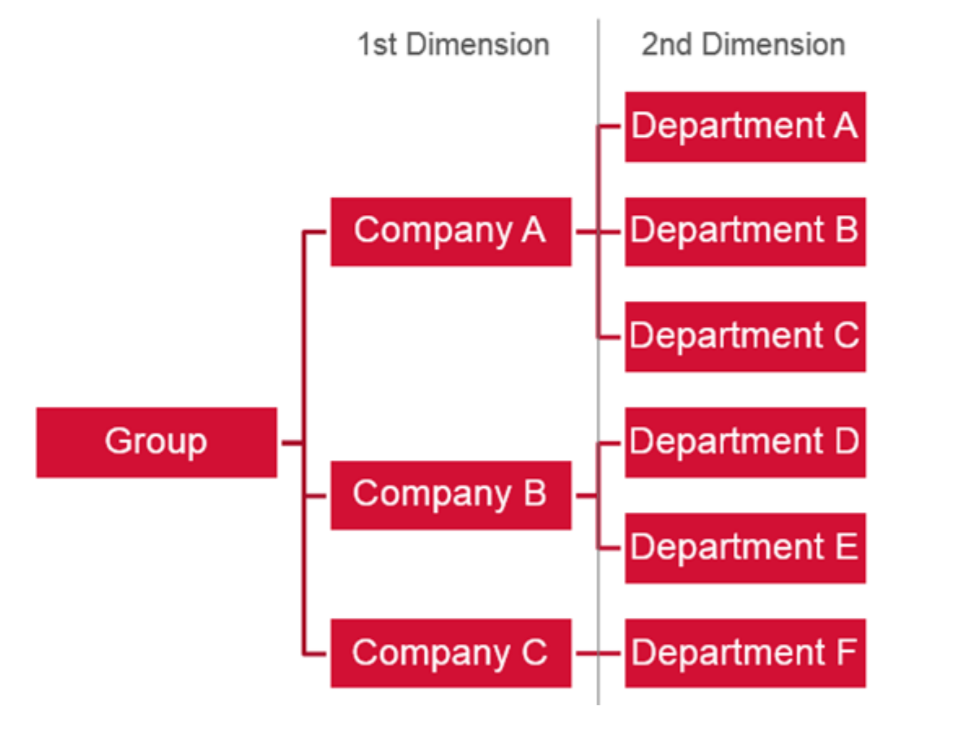 1st Dimension
2nd Dimension
Department A
Company A
Department B
Department C
Group
Department D
Company B
Department E
Company C
Department F